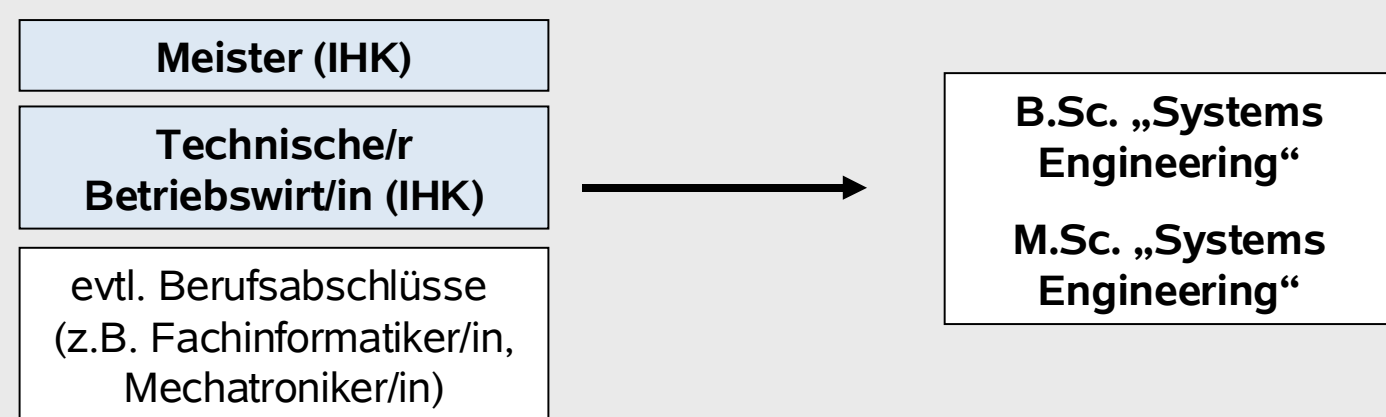 Meister (IHK)
Technische/r
Betriebswirt/in (IHK)
evtl. Berufsabschlüsse
(z.B. Fachinformatiker/in,
Mechatroniker/in)
B.Sc. „Systems
Engineering“
M.Sc. „Systems
Engineering“